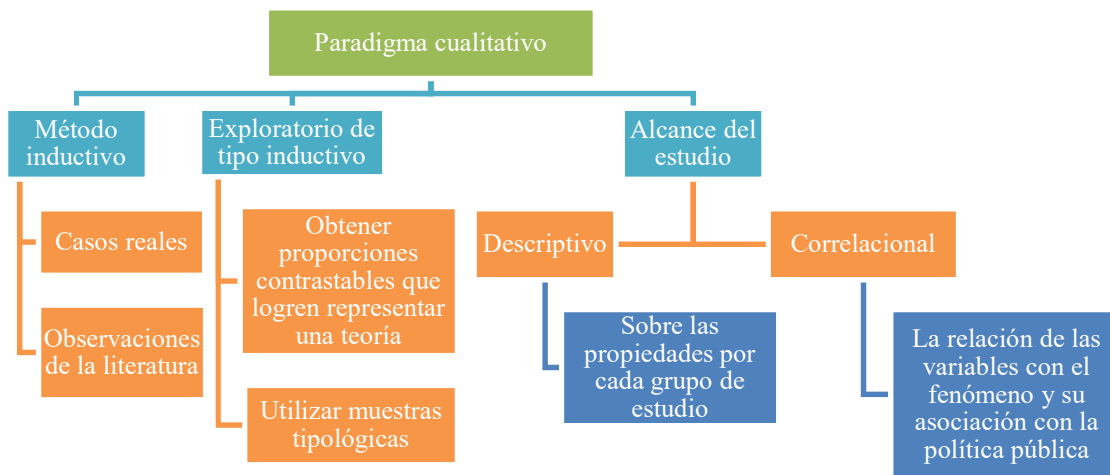 Paradigma cualitativo
Método
inductivo
Exploratorio de
tipo inductivo
Alcance del
estudio
Casos reales
Observaciones
de la literatura
Obtener
proporciones
contrastables que
logren representar
una teoría
Utilizar muestras
tipológicas
Descriptivo
Correlacional
Sobre las
propiedades por
cada grupo de
estudio
La relación de las
variables con el
fenómeno y su
asociación con la
política pública